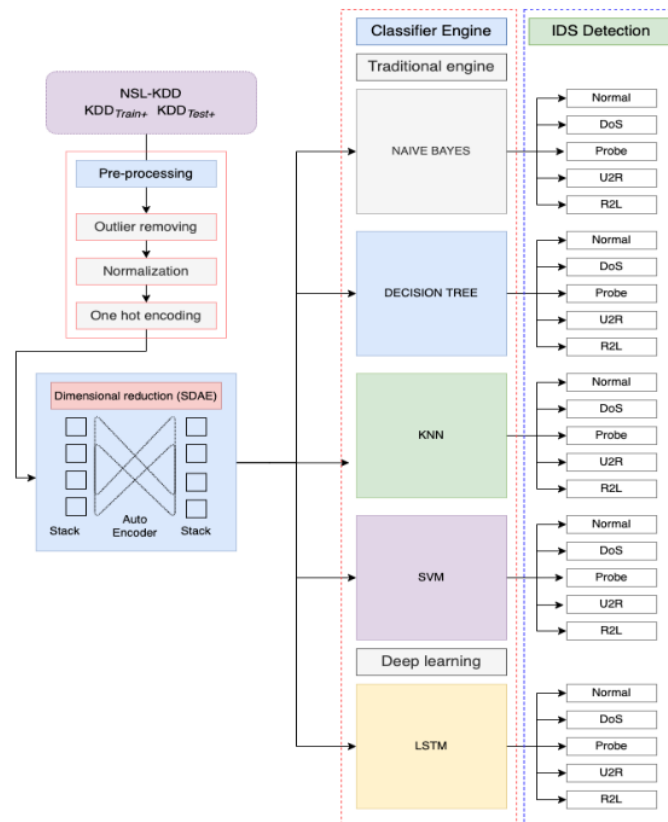 Classifier Engine
IDS Detection
Traditional engine
NSL-KDD
KDDTrain+ KDDTest+
Pre-processing
Outlier removing
Normalization
One hot encoding
Dimensional reduction (SDAE)
Stack
Auto
Encoder
Stack
NAIVE BAYES
Normal
DoS
Probe
U2R
R2L
DECISION TREE
Normal
DoS
Probe
U2R
R2L
KNN
Normal
DoS
Probe
U2R
R2L
SVM
Normal
DoS
Probe
U2R
R2L
Deep learning
LSTM
Normal
DoS
Probe
U2R
R2L